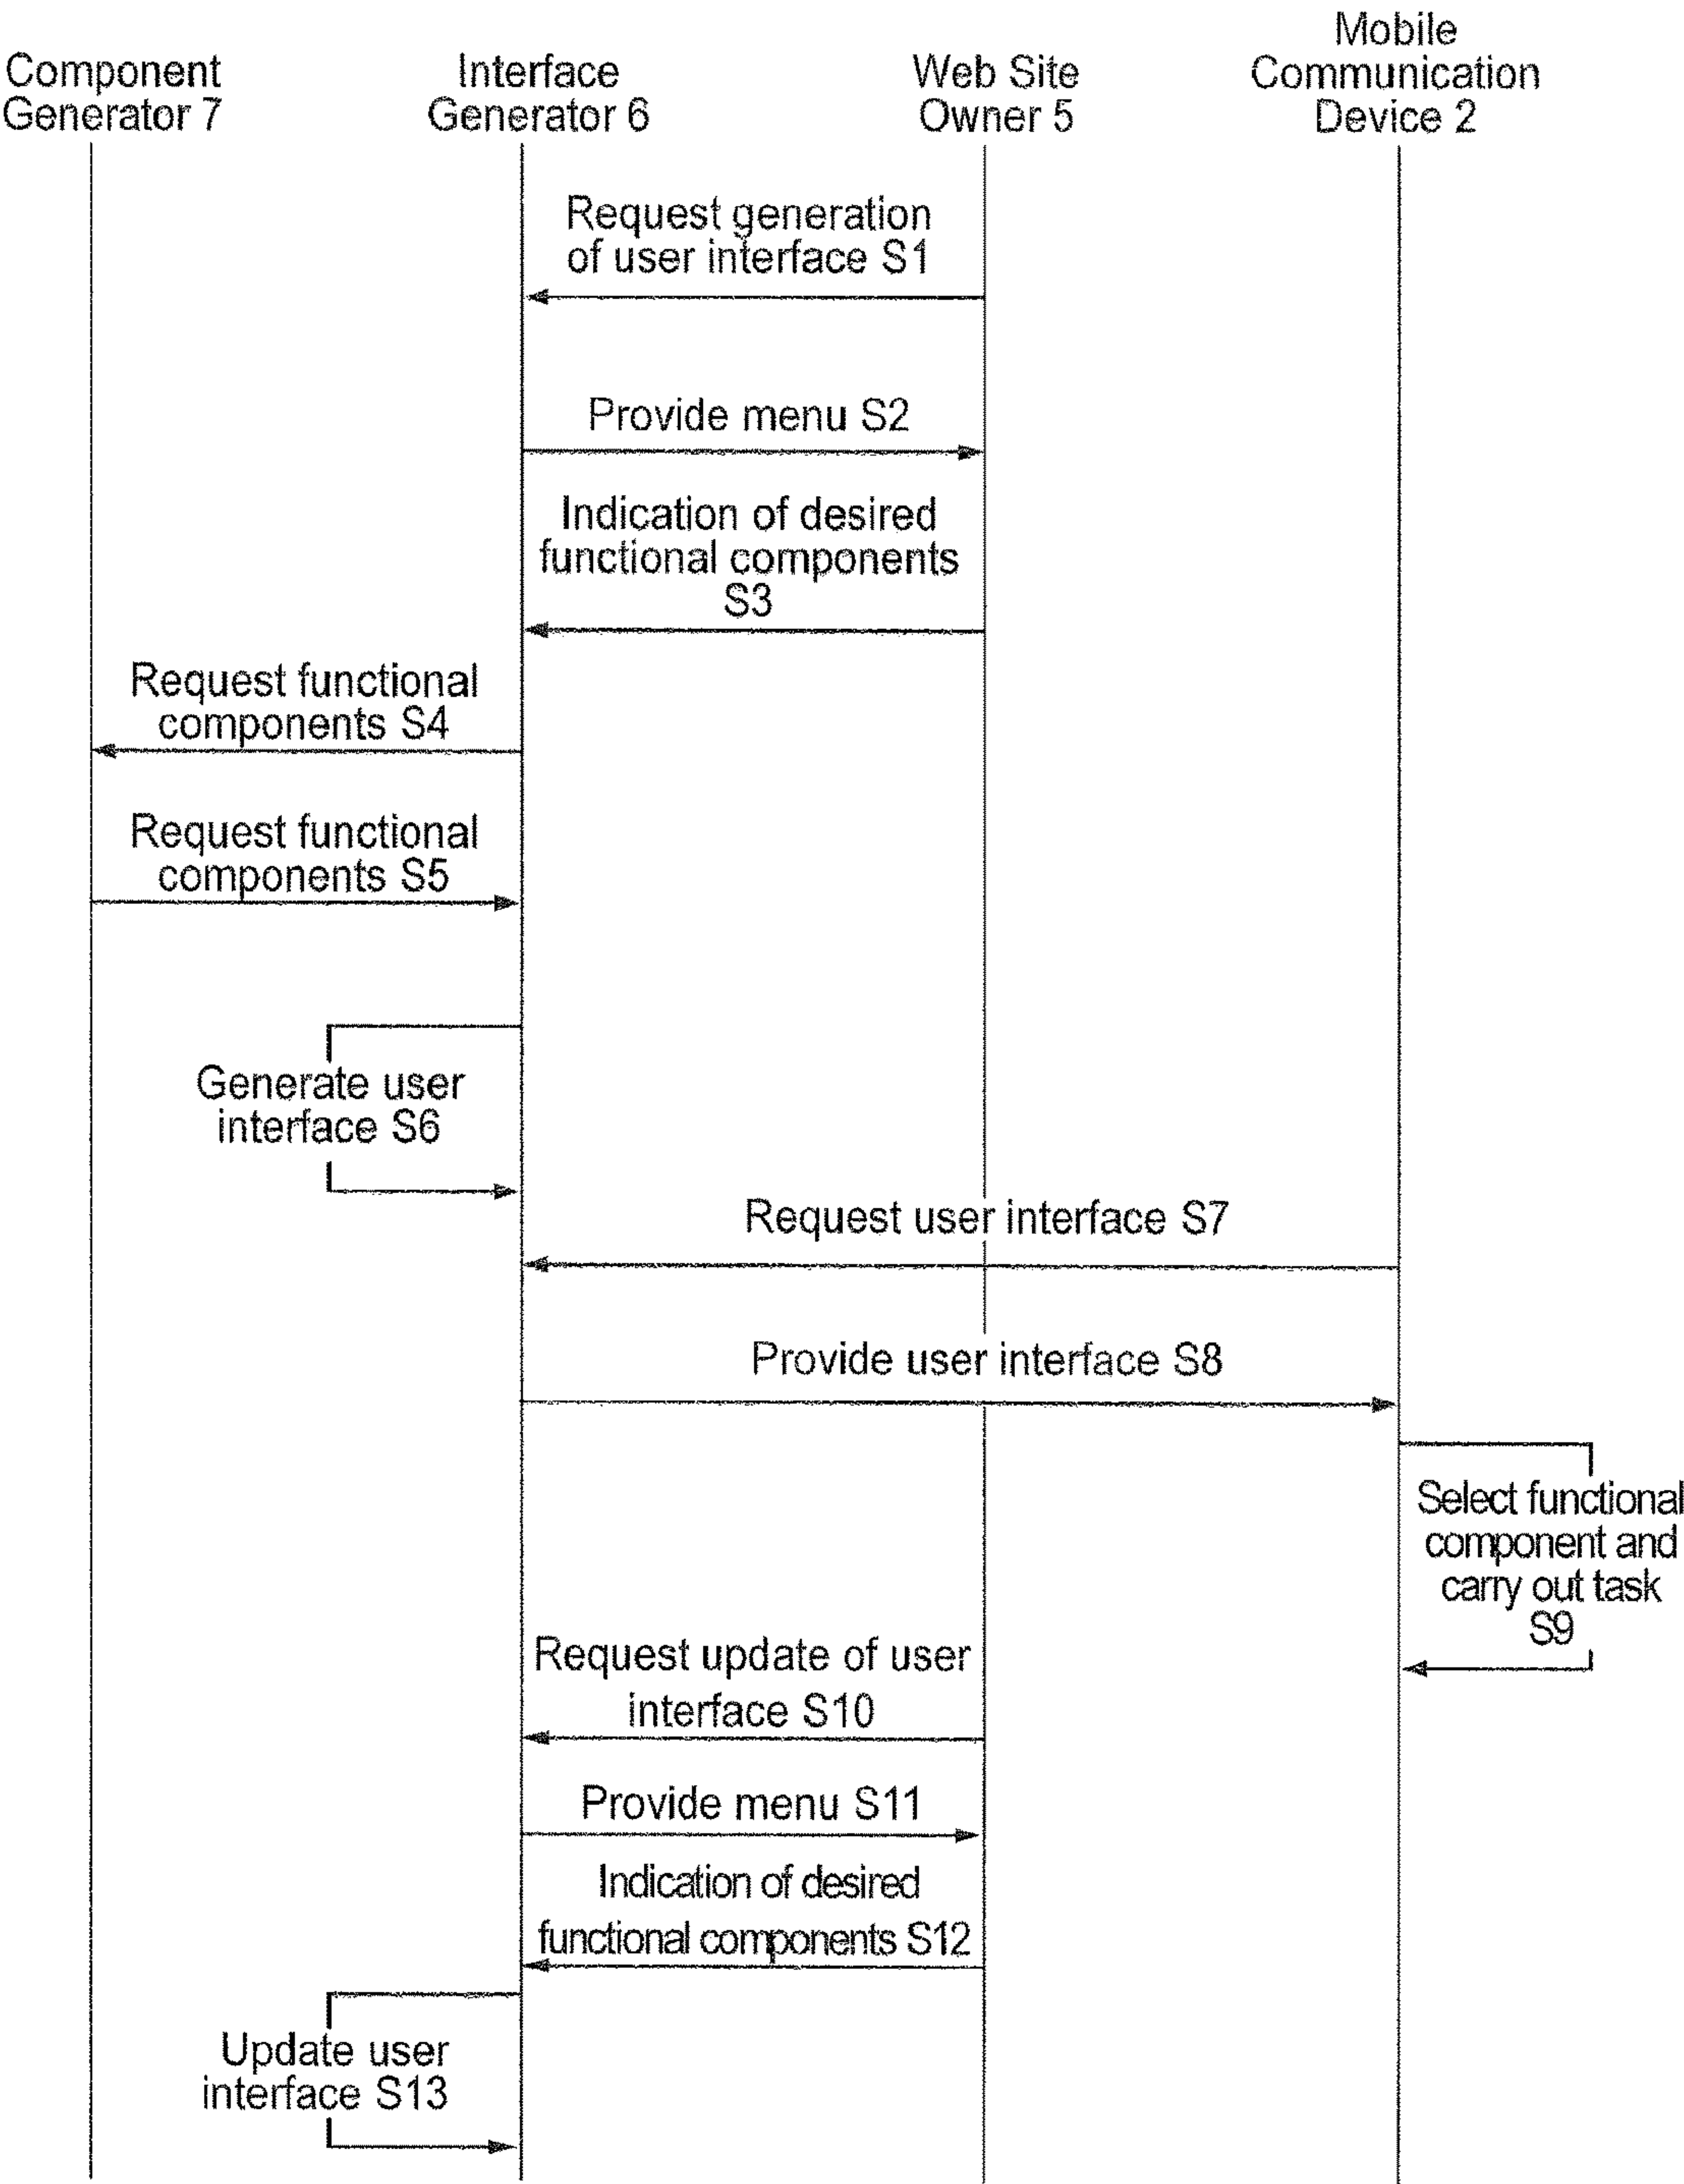 Component
Generator 7
Interface
Generator 6
Web Site
Owner 5
Mobile
Communication
Device 2
Request generation
of user interface S1
Provide menu S2
Indication of desired
functional components
S3
Request functional
components S4
Request functional
components S5
Generate user
interface S6
Request user interface S7
Provide user interface S8
Select functional
component and
carry out task
S9
Request update of user
interface S10
Provide menu S11
Indication of desired
functional components S12
Update user
interface S13